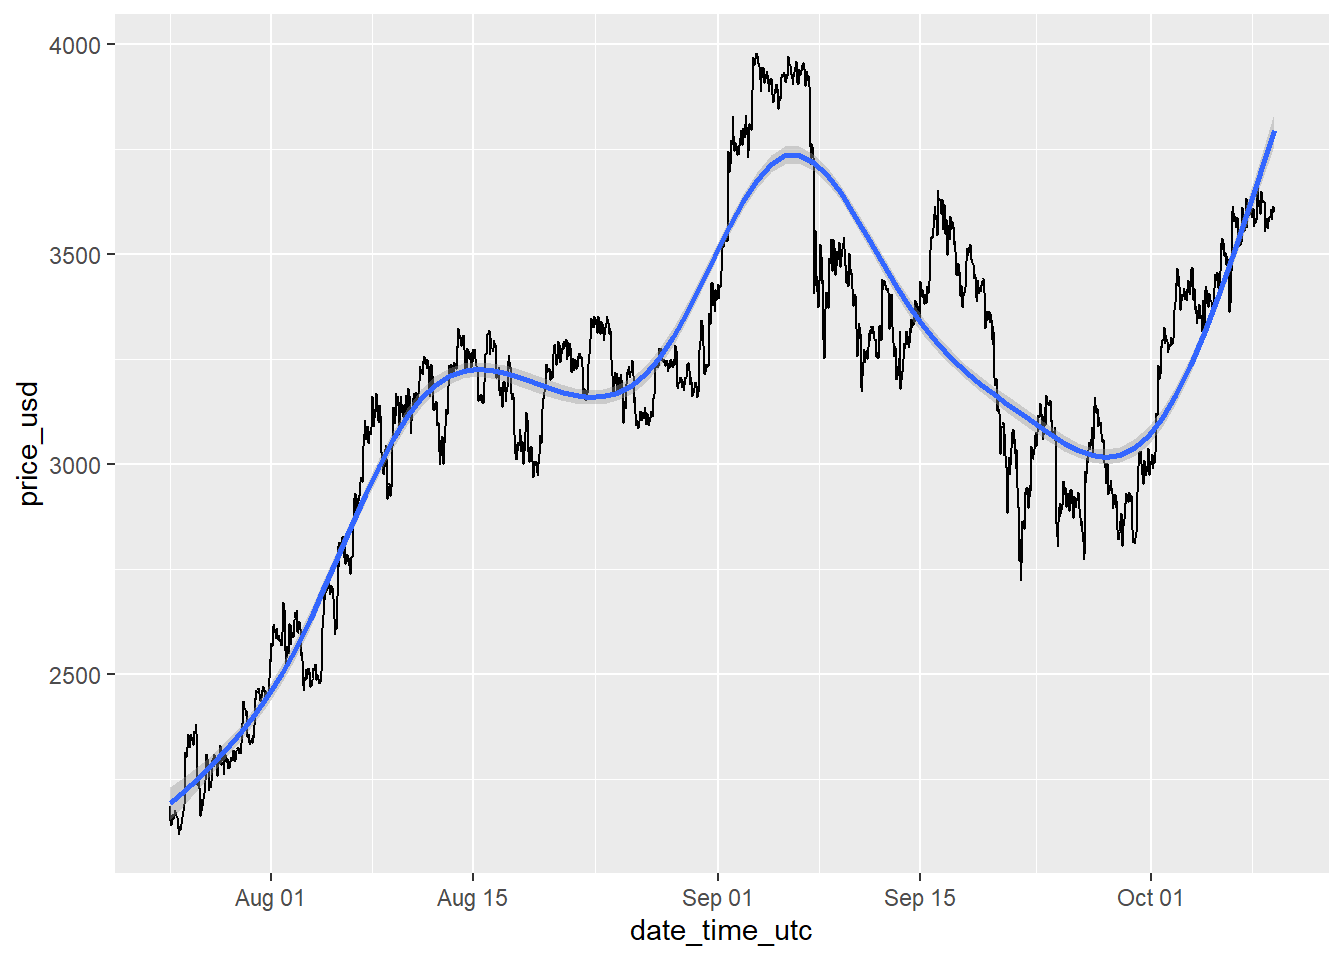 4000
3500
3000
2500
price_usd
Aug 01
Aug 15
Sep 01
Sep 15
Oct 01
date_time_utc